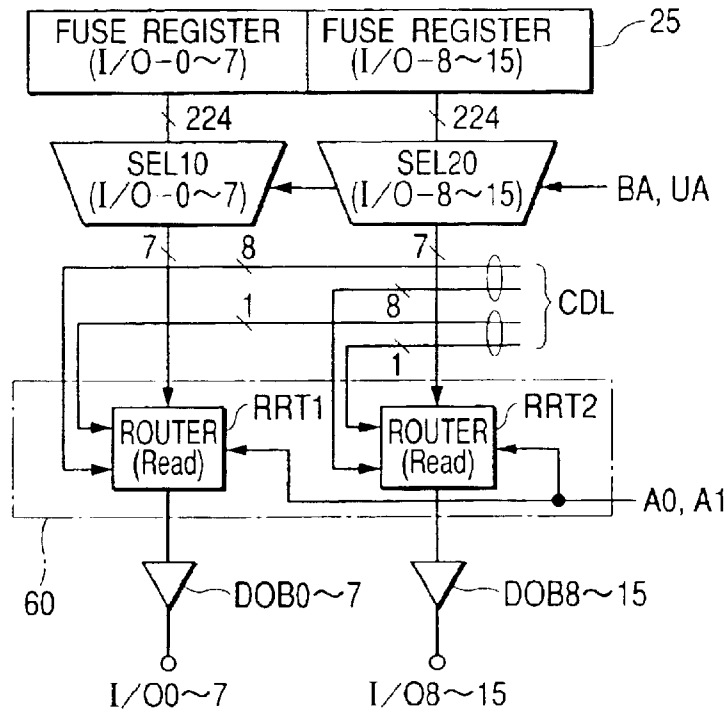 FUSE REGISTER
(I/O-0~7)
FUSE REGISTER
(I/O-8~15)
25
224
224
SEL10
(I/O-0~7)
SEL20
(I/O-8~15)
BA, UA
7
8
7
8
CDL
1
1
RRT1
RRT2
ROUTER
(Read)
ROUTER
(Read)
A0, A1
60
DOB0~7
DOB8~15
I/O0~7
I/O8~15